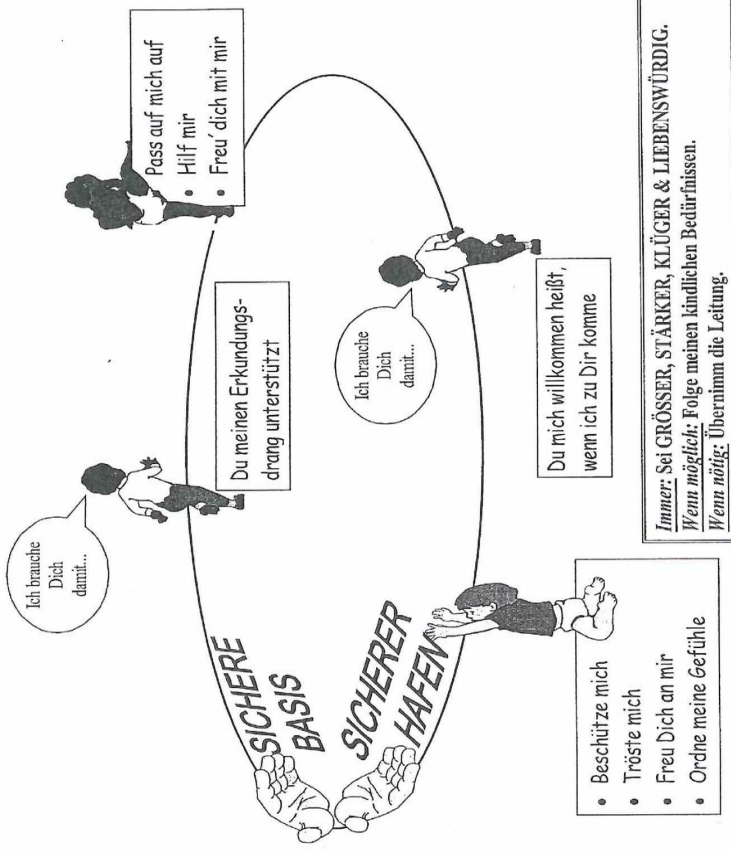 Ich brauche
Dich
damit...
Pass auf mich auf
• Hilf mir
• Freu´dich mit mir
SICHERE
BASIS
Du meinen Erkundungs-
drang unterstützt
Ich brauche
Dich
damit...
SICHERER
HAFEN
Du mich willkommen heißt,
wenn ich zu Dir komme
• Beschütze mich
• Tröste mich
• Freu Dich an mir
• Ordne meine Gefühle
Immer: Sei GRÖSSER, STÄRKER, KLÜGER & LIEBENSWÜRDIG.
Wenn möglich: Folge meinen kindlichen Bedürfnissen.
Wenn nötig: Übernimm die Leitung.